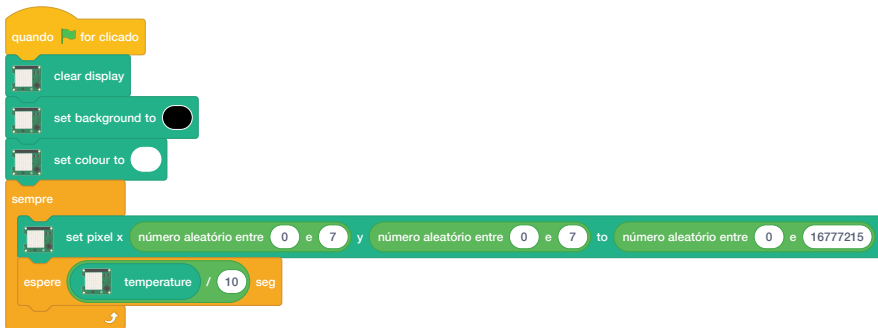 quando for clicado
clear display
set background to
set colour to
sempre
set pixel x número aleatório entre 0 e 7 y número aleatório entre 0 e 7 to número aleatório entre 0 e 16777215
espere temperature / 10 seg